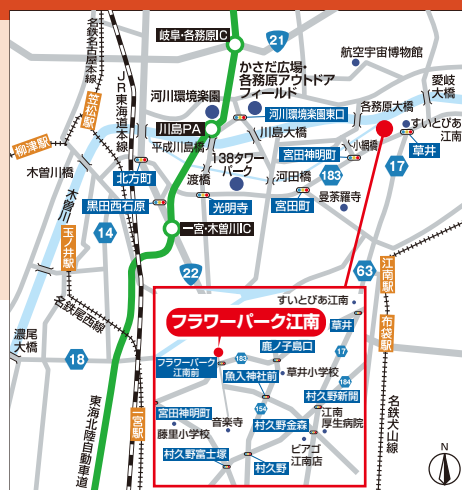 岐阜・各務原IC
21
航空宇宙博物館
名鉄名古屋本線
JR東海道本線
笠松駅
かさだ広場・
各務原アウトドア
フィールド
河川環境楽園
愛岐
大橋
各務原大橋
河川環境楽園東口
すいとぴあ
江南
川島PA
川島大橋
小網橋
草井
柳津駅
平成川島橋
138タワー
パーク
宮田神明町
17
木曽川橋
北方町
渡橋
河田橋
183
曼荼羅寺
木曽川
黒田西石原
光明寺
宮田町
玉ノ井駅
14
一宮・木曽川IC
22
63
江南駅
名鉄尾西線
すいとぴあ江南
フラワーパーク江南
草井
布袋駅
濃尾
大橋
鹿ノ子島口
17
18
フラワーパーク
江南前
183
魚入神社前
草井小学校
184
村久野新開
宮田神明町
154
音楽寺
村久野金森
江南
厚生病院
藤里小学校
ピアゴ
江南店
村久野富士塚
村久野
一宮駅
東海北陸自動車道
名鉄犬山線
N